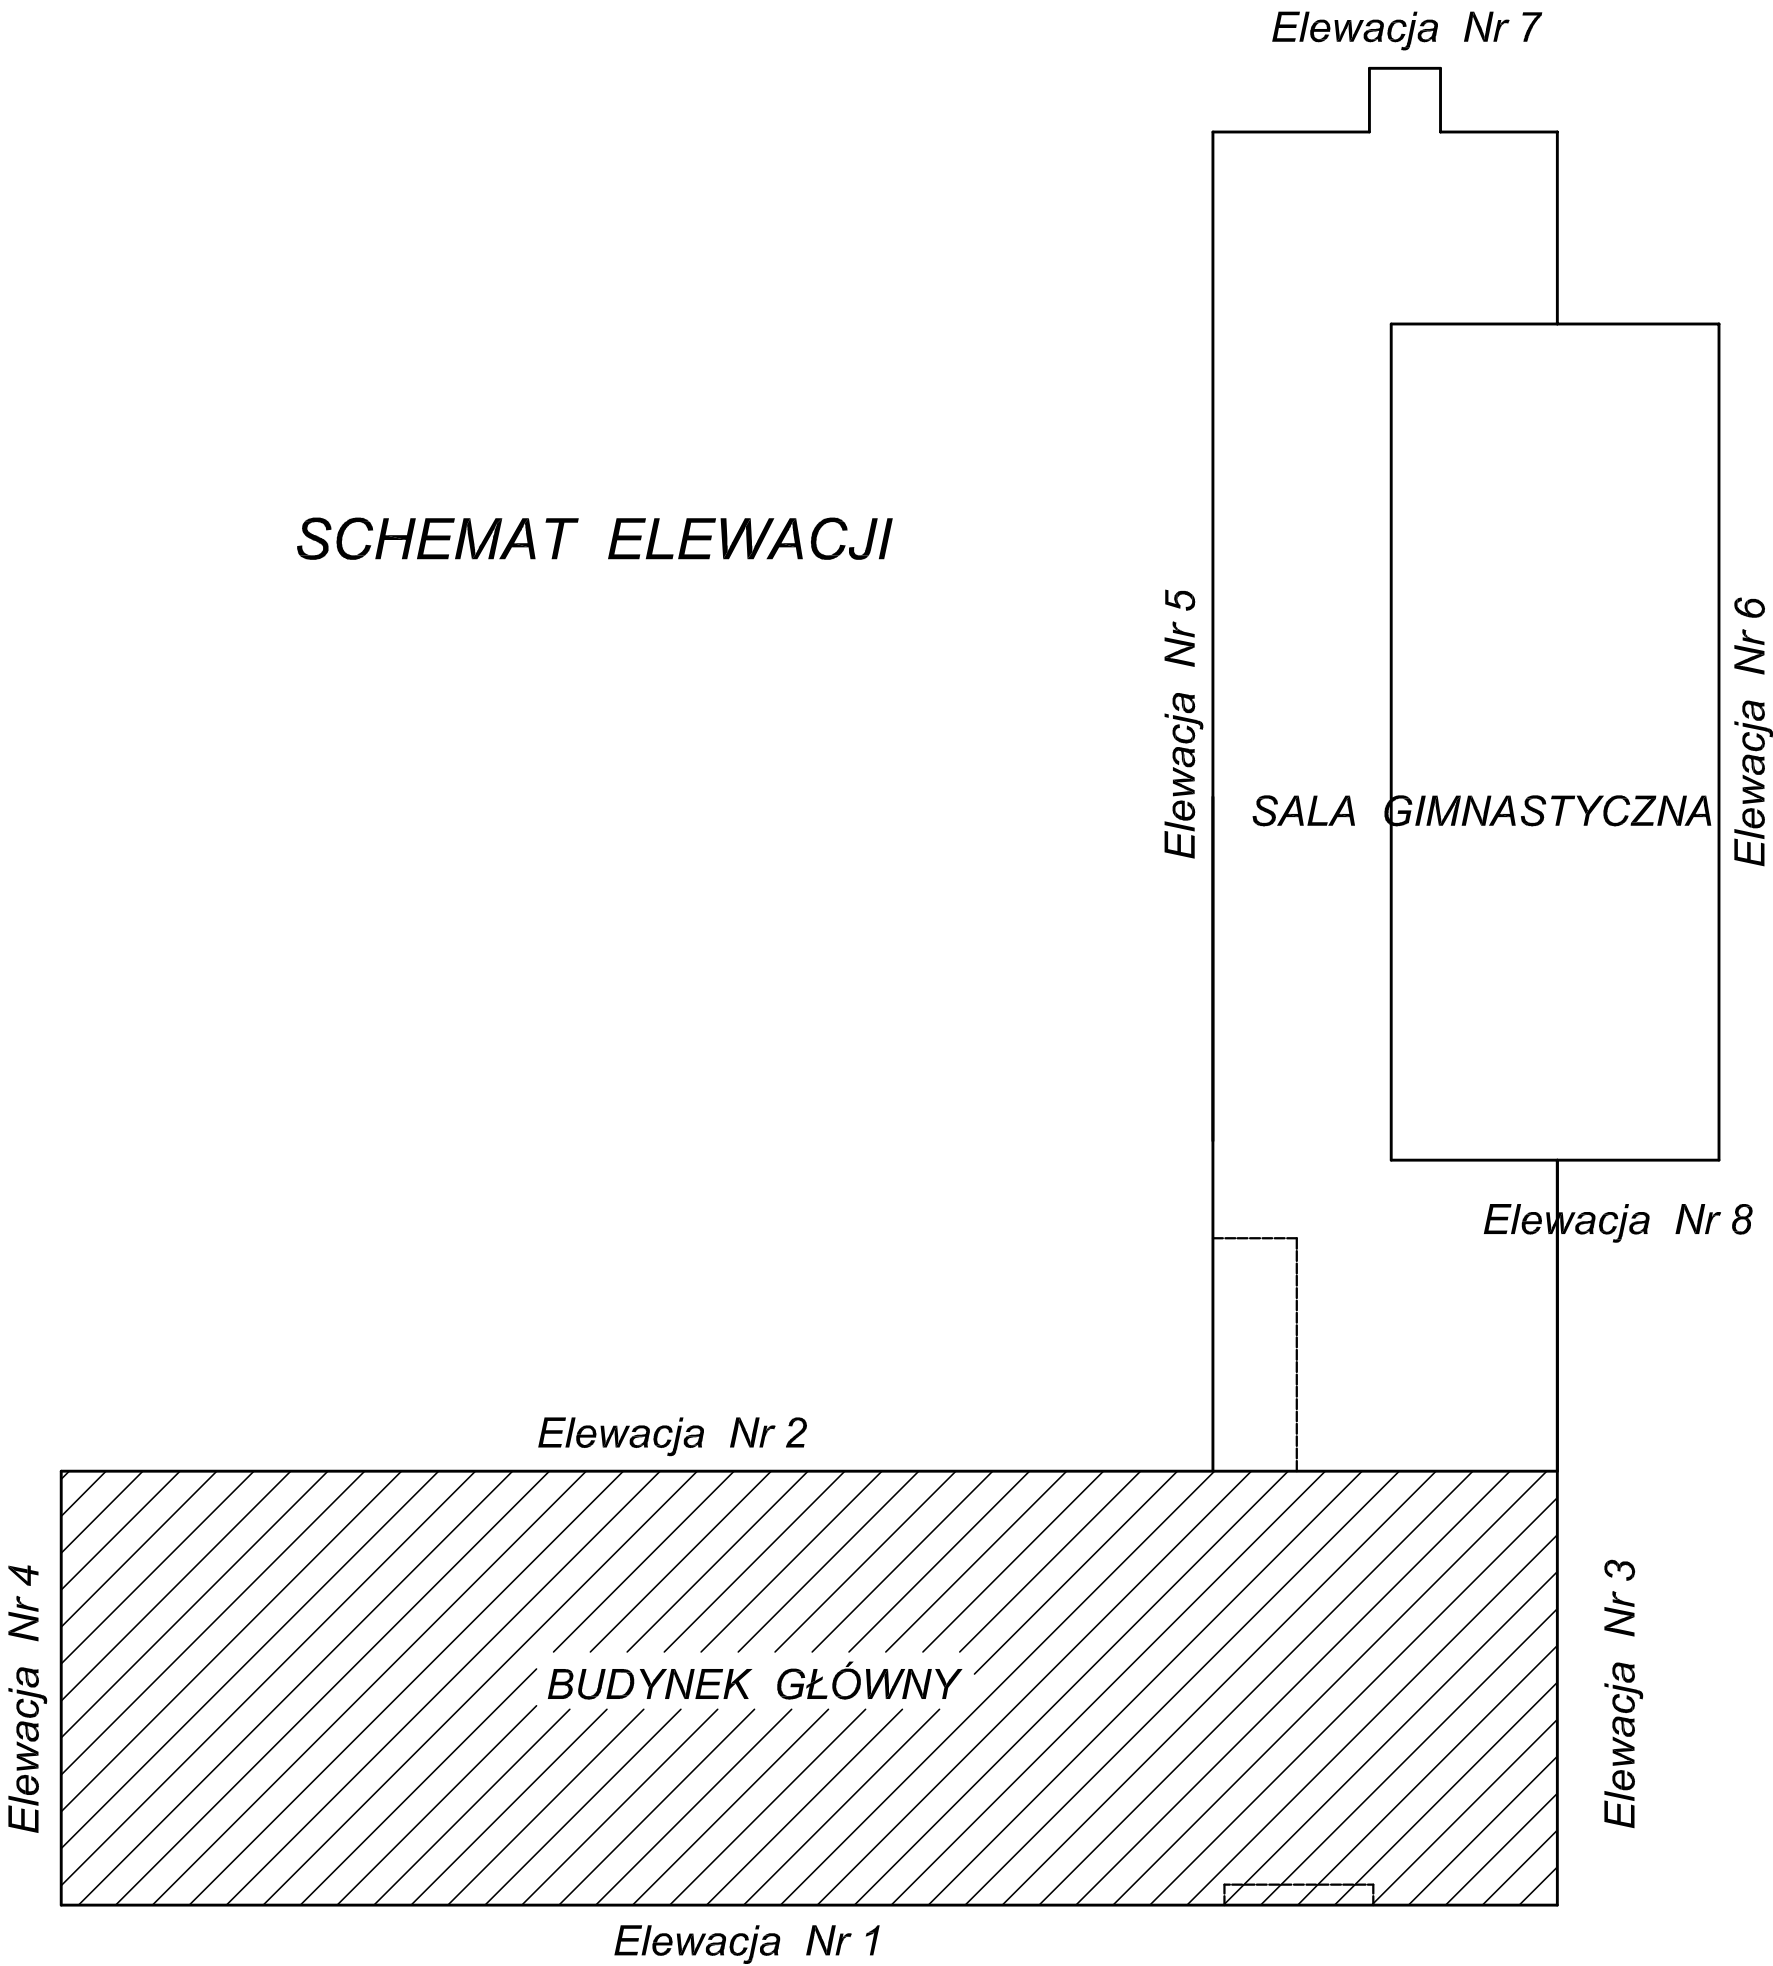 Elewacja Nr 7
SCHEMAT ELEWACJI
Elewacja Nr 5
Elewacja Nr 6
SALA GIMNASTYCZNA
Elewacja Nr 8
Elewacja Nr 2
Elewacja Nr 4
Elewacja Nr 3
BUDYNEK GŁÓWNY
Elewacja Nr 1